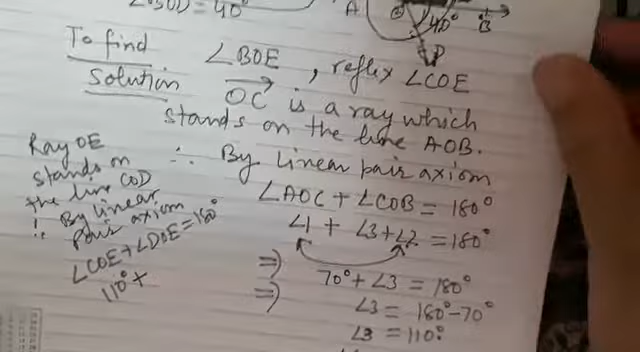 ∠BOD = 40°
A
40°
B
D
To find ∠BOE, reflex ∠COE
Solution OC is a ray which
stands on the line AOB.
∴ By linear pair axiom
∠AOC + ∠COB = 180°
∠1 + ∠3 + ∠2 = 180°
⇒ 70° + ∠3 = 180°
⇒ ∠3 = 180° - 70°
∠3 = 110°
Ray OE
stands on
the line COD
∴ By linear
pair axiom
∠COE + ∠DOE = 180°
110° +